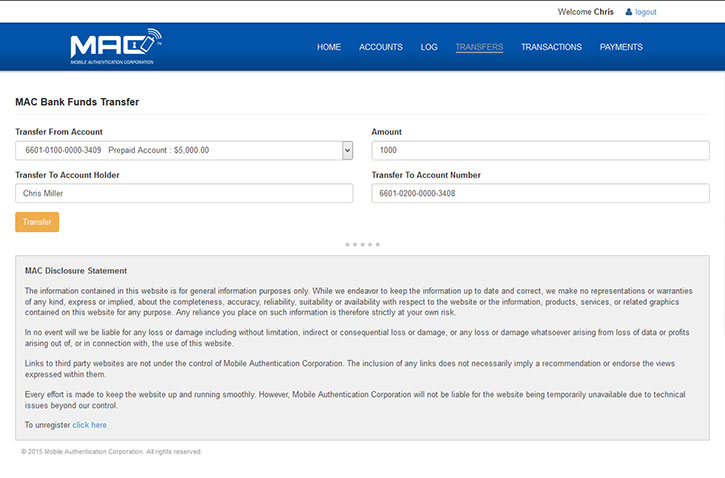 Welcome Chris logout
MAC ™
MOBILE AUTHENTICATION CORPORATION
HOME ACCOUNTS LOG TRANSFERS TRANSACTIONS PAYMENTS
MAC Bank Funds Transfer
Transfer From Account Amount
6601-0100-0000-3409 Prepaid Account : $5,000.00 1000
Transfer To Account Holder Transfer To Account Number
Chris Miller 6601-0200-0000-3408
Transfer
MAC Disclosure Statement
The information contained in this website is for general information purposes only. While we endeavor to keep the information up to date and correct, we make no representations or warranties
of any kind, express or implied, about the completeness, accuracy, reliability, suitability or availability with respect to the website or the information, products, services, or related graphics
contained on this website for any purpose. Any reliance you place on such information is therefore strictly at your own risk.
In no event will we be liable for any loss or damage including without limitation, indirect or consequential loss or damage, or any loss or damage whatsoever arising from loss of data or profits
arising out of, or in connection with, the use of this website.
Links to third party websites are not under the control of Mobile Authentication Corporation. The inclusion of any links does not necessarily imply a recommendation or endorse the views
expressed within them.
Every effort is made to keep the website up and running smoothly. However, Mobile Authentication Corporation will not be liable for the website being temporarily unavailable due to technical
issues beyond our control.
To unregister click here
© 2015 Mobile Authentication Corporation. All rights reserved.